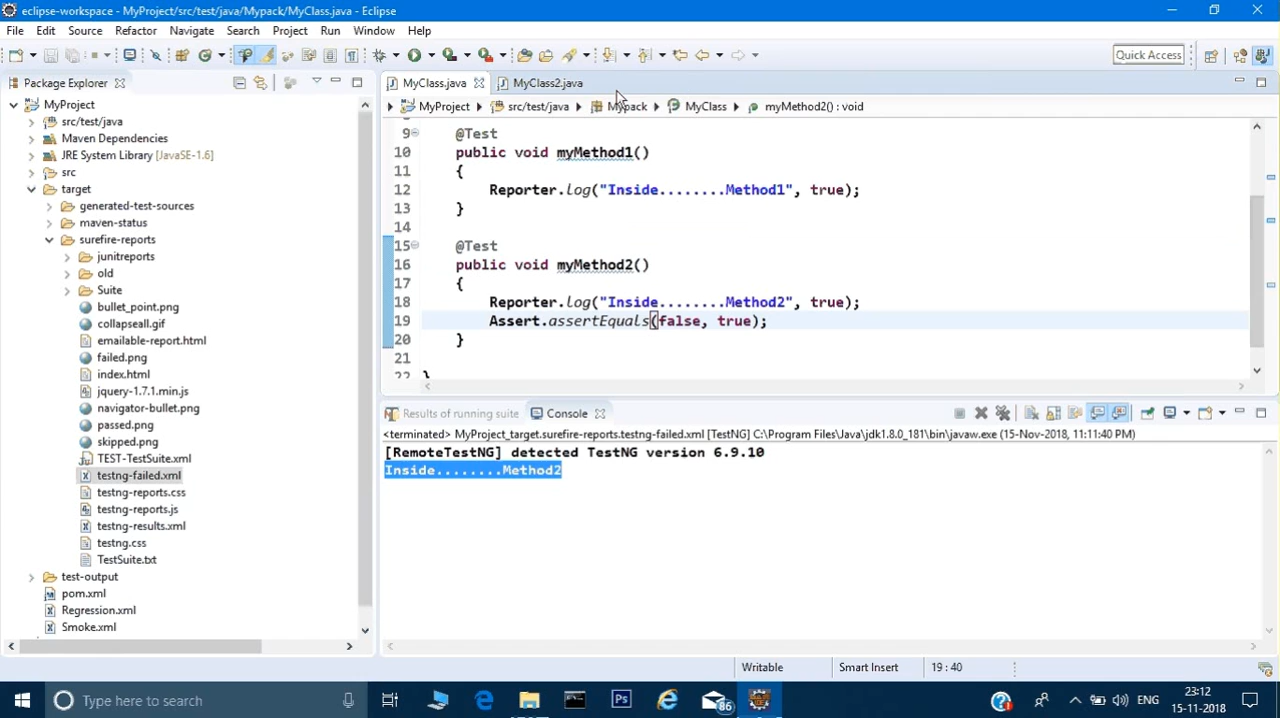 eclipse-workspace - MyProject/src/test/java/Mypack/MyClass.java - Eclipse
File Edit Source Refactor Navigate Search Project Run Window Help
Quick Access
Package Explorer
MyProject
src/test/java
Maven Dependencies
JRE System Library [JavaSE-1.6]
src
target
generated-test-sources
maven-status
surefire-reports
junitreports
old
Suite
bullet_point.png
collapseall.gif
emailable-report.html
failed.png
index.html
jquery-1.7.1.min.js
navigator-bullet.png
passed.png
skipped.png
TEST-TestSuite.xml
testng-failed.xml
testng-reports.css
testng-reports.js
testng-results.xml
testng.css
TestSuite.txt
test-output
pom.xml
Regression.xml
Smoke.xml
MyClass.java MyClass2.java
MyProject src/test/java Mypack MyClass myMethod2() : void
9 @Test
10 public void myMethod1()
11 {
12 Reporter.log("Inside........Method1", true);
13 }
14
15 @Test
16 public void myMethod2()
17 {
18 Reporter.log("Inside........Method2", true);
19 Assert.assertEquals(false, true);
20 }
21
22 }
Results of running suite Console
<terminated> MyProject_target.surefire-reports.testng-failed.xml [TestNG] C:\Program Files\Java\jdk1.8.0_181\bin\javaw.exe (15-Nov-2018, 11:11:40 PM)
[RemoteTestNG] detected TestNG version 6.9.10
Inside........Method2
Writable Smart Insert 19 : 40
Type here to search
Ps
86
ENG
23:12
15-11-2018